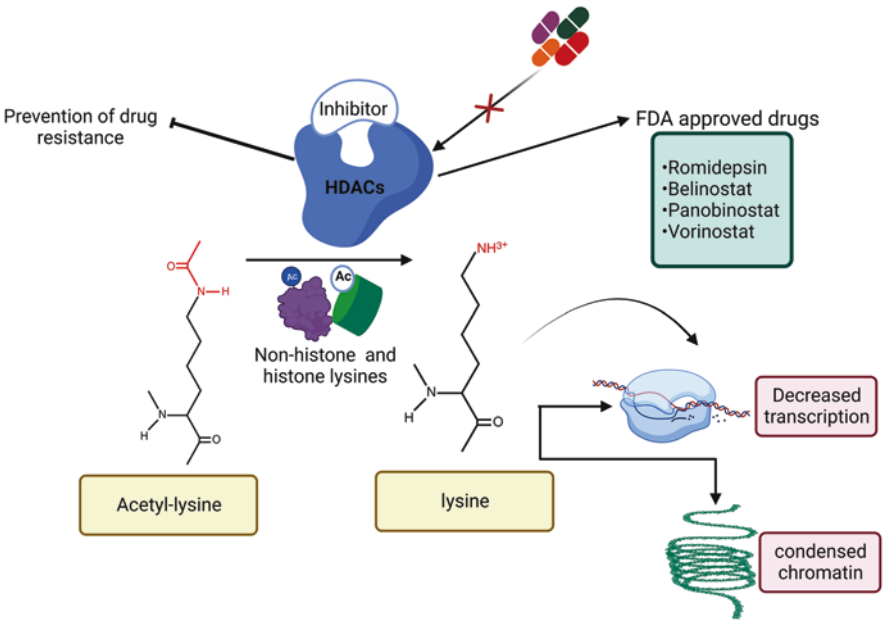 Inhibitor
Prevention of drug
resistance
HDACs
FDA approved drugs
•Romidepsin
•Belinostat
•Panobinostat
•Vorinostat
O
N
H
Ac
Ac
Non-histone and
histone lysines
NH3+
N
H
O
N
H
O
Decreased
transcription
Acetyl-lysine
lysine
condensed
chromatin